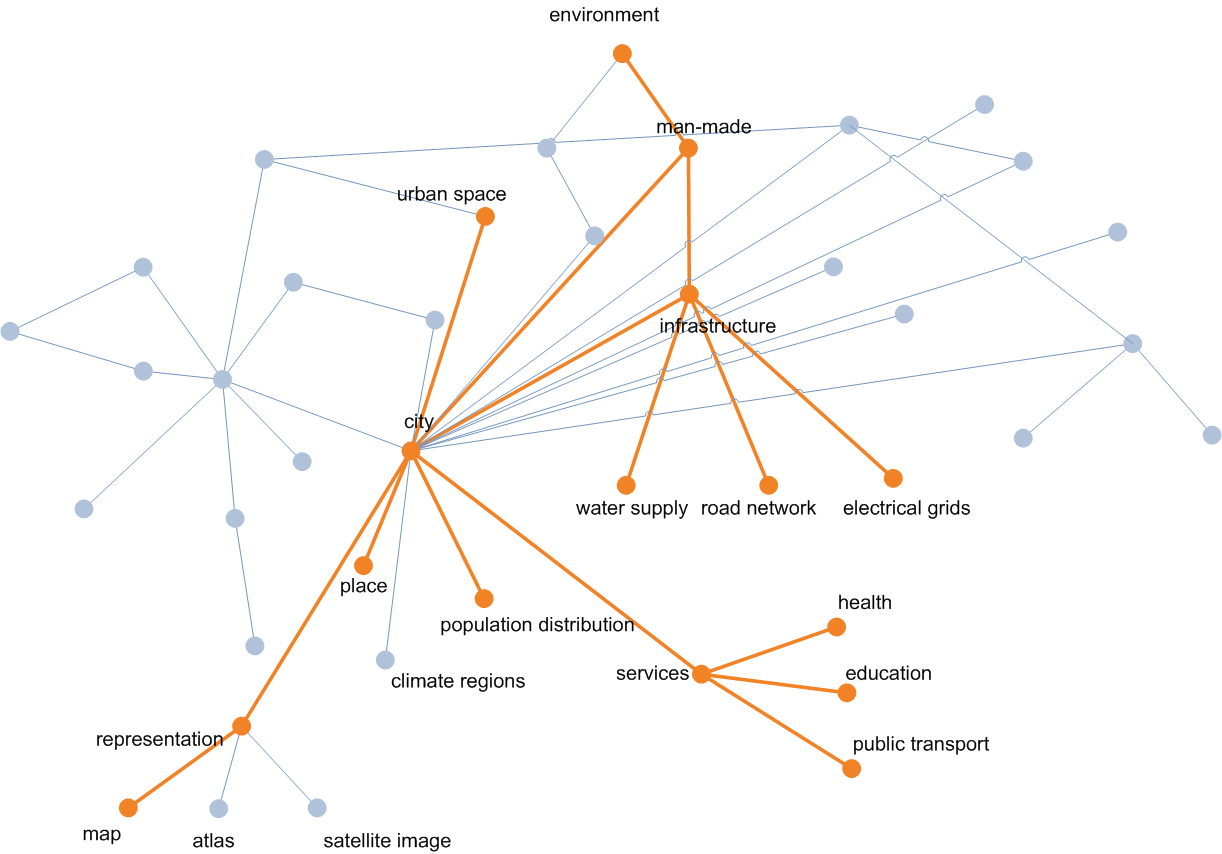 environment
man-made
urban space
infrastructure
city
water supply
road network
electrical grids
place
health
population distribution
services
education
climate regions
representation
public transport
map
atlas
satellite image